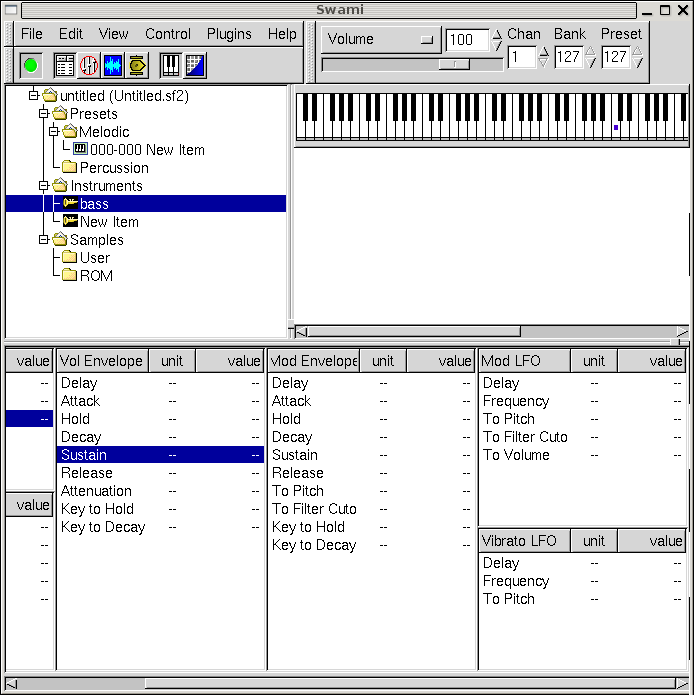 Swami
File Edit View Control Plugins Help
Volume 100 Chan Bank Preset
1 127 127
untitled (Untitled.sf2)
Presets
Melodic
000-000 New Item
Percussion
Instruments
bass
New Item
Samples
User
ROM
value
--
--
--
--
--
--
value
--
--
--
--
--
Vol Envelope unit value
Delay -- --
Attack -- --
Hold -- --
Decay -- --
Sustain -- --
Release -- --
Attenuation -- --
Key to Hold -- --
Key to Decay -- --
Mod Envelope unit value
Delay -- --
Attack -- --
Hold -- --
Decay -- --
Sustain -- --
Release -- --
To Pitch -- --
To Filter Cuto -- --
Key to Hold -- --
Key to Decay -- --
Mod LFO unit value
Delay -- --
Frequency -- --
To Pitch -- --
To Filter Cuto -- --
To Volume -- --
Vibrato LFO unit value
Delay -- --
Frequency -- --
To Pitch -- --